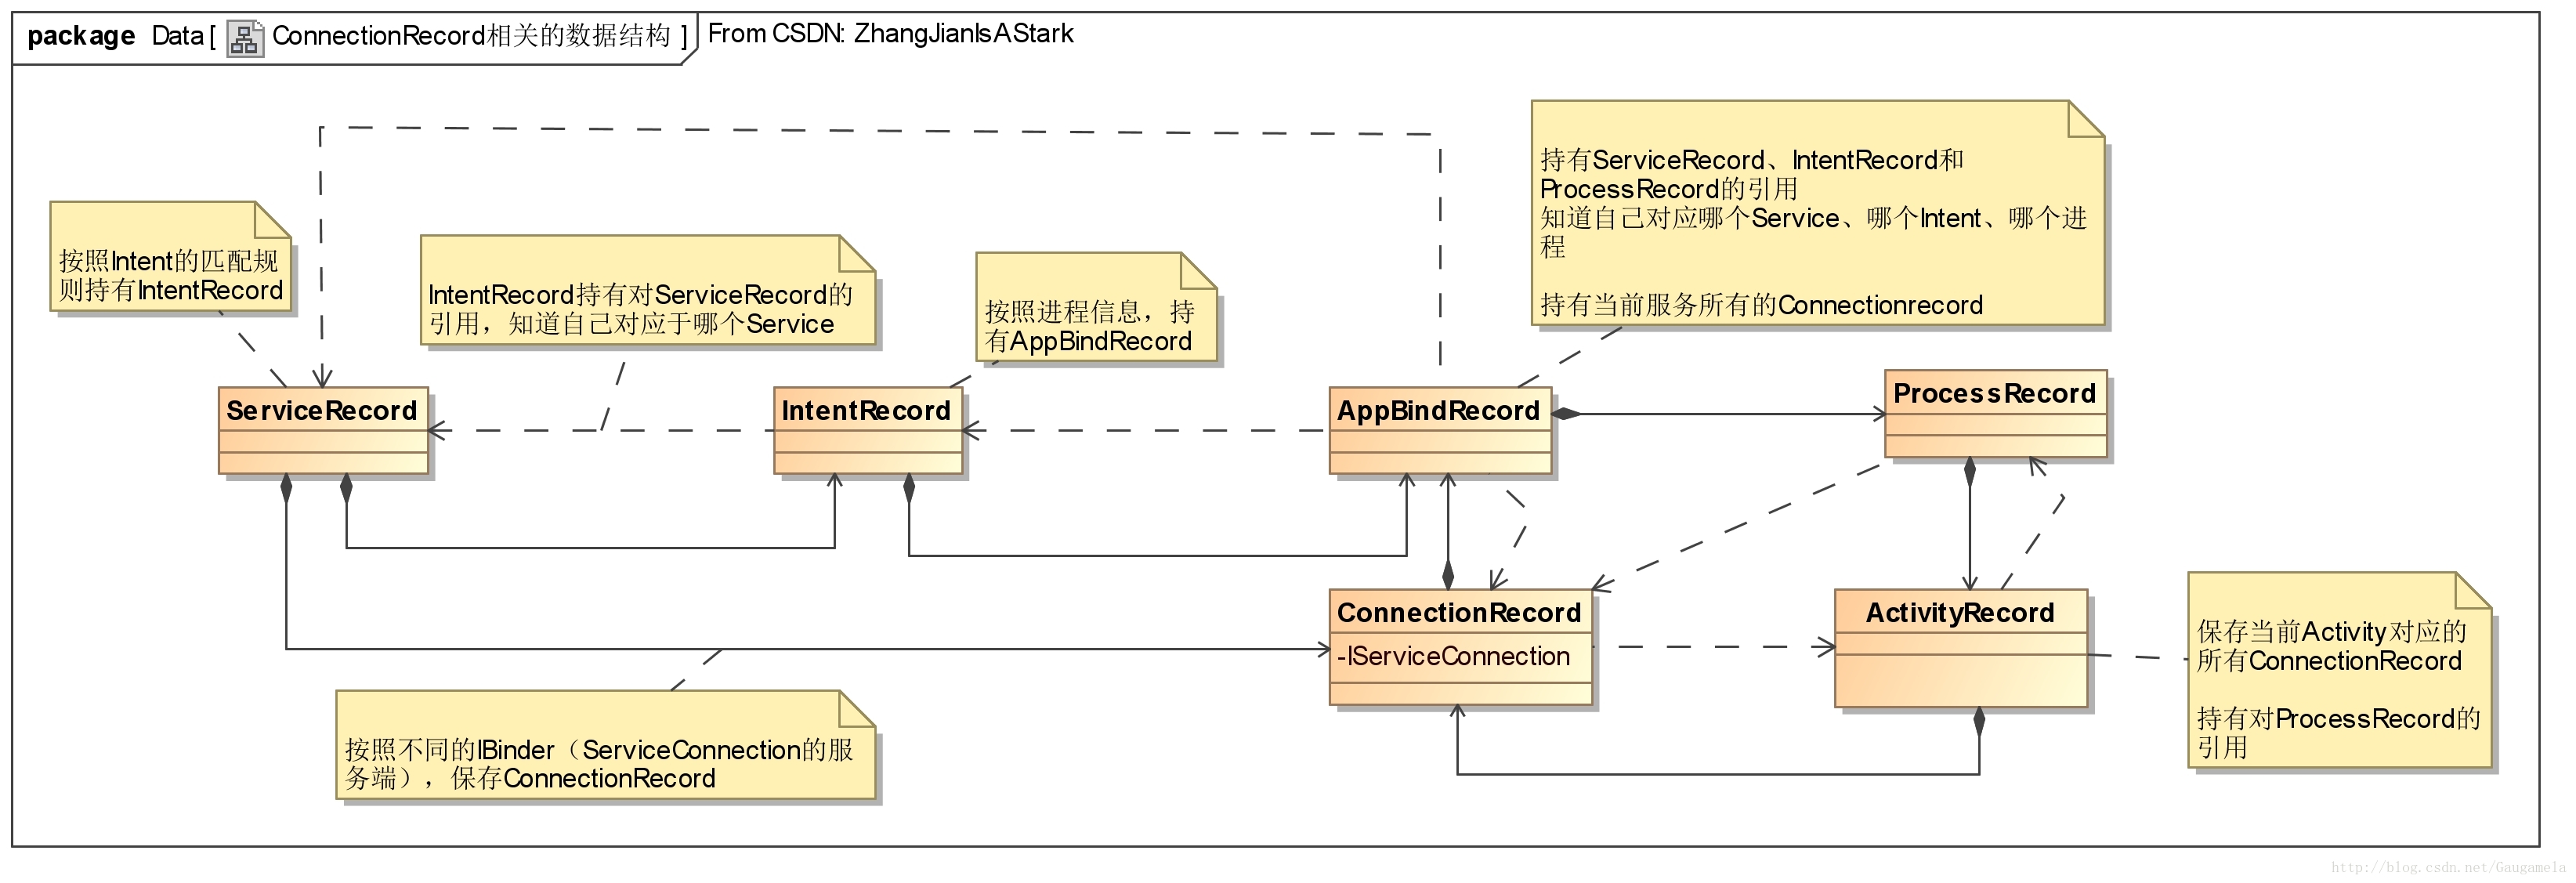 package Data [ ConnectionRecord相关的数据结构 ] From CSDN: ZhangJianIsAStark
持有ServiceRecord、IntentRecord和
ProcessRecord的引用
知道自己对应哪个Service、哪个Intent、哪个进
程
持有当前服务所有的Connectionrecord
按照Intent的匹配规
则持有IntentRecord
IntentRecord持有对ServiceRecord的
引用，知道自己对应于哪个Service
按照进程信息，持
有AppBindRecord
ServiceRecord
IntentRecord
AppBindRecord
ProcessRecord
ConnectionRecord
-IServiceConnection
ActivityRecord
保存当前Activity对应的
所有ConnectionRecord
持有对ProcessRecord的
引用
按照不同的IBinder（ServiceConnection的服
务端），保存ConnectionRecord
http://blog.csdn.net/Gaugamela